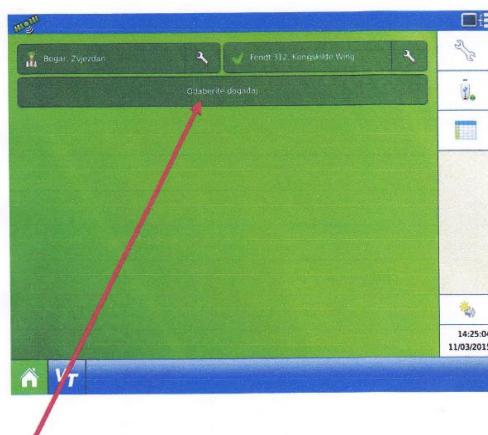 Bogar, Zvjezdan
Fendt 312, Kongskilde Wing
Odaberite događaj
14:25:04
11/03/2015
VT